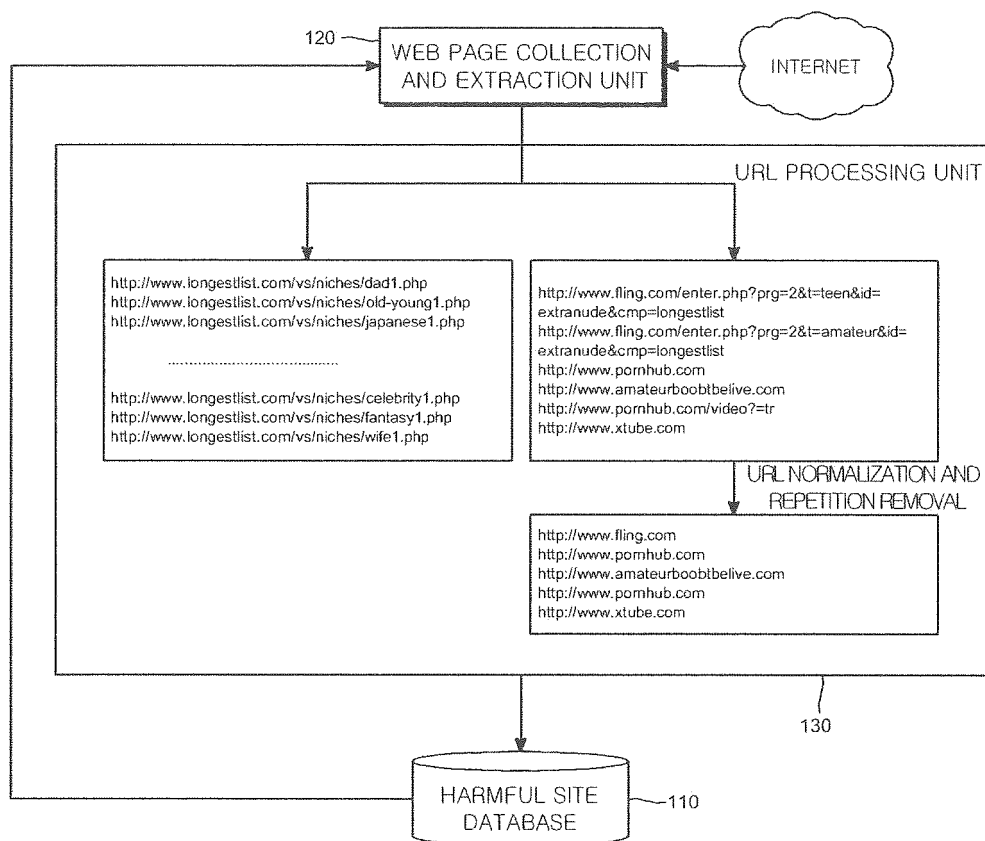 120
WEB PAGE COLLECTION
AND EXTRACTION UNIT
INTERNET
URL PROCESSING UNIT
http://www.longestlist.com/vs/niches/dad1.php
http://www.longestlist.com/vs/niches/old-young1.php
http://www.longestlist.com/vs/niches/japanese1.php
..........................................
http://www.longestlist.com/vs/niches/celebrity1.php
http://www.longestlist.com/vs/niches/fantasy1.php
http://www.longestlist.com/vs/niches/wife1.php
http://www.fling.com/enter.php?prg=2&t=teen&id=
extranude&cmp=longestlist
http://www.fling.com/enter.php?prg=2&t=amateur&id=
extranude&cmp=longestlist
http://www.pornhub.com
http://www.amateurboobtbelive.com
http://www.pornhub.com/video?=tr
http://www.xtube.com
URL NORMALIZATION AND
REPETITION REMOVAL
http://www.fling.com
http://www.pornhub.com
http://www.amateurboobtbelive.com
http://www.pornhub.com
http://www.xtube.com
130
HARMFUL SITE
DATABASE
110